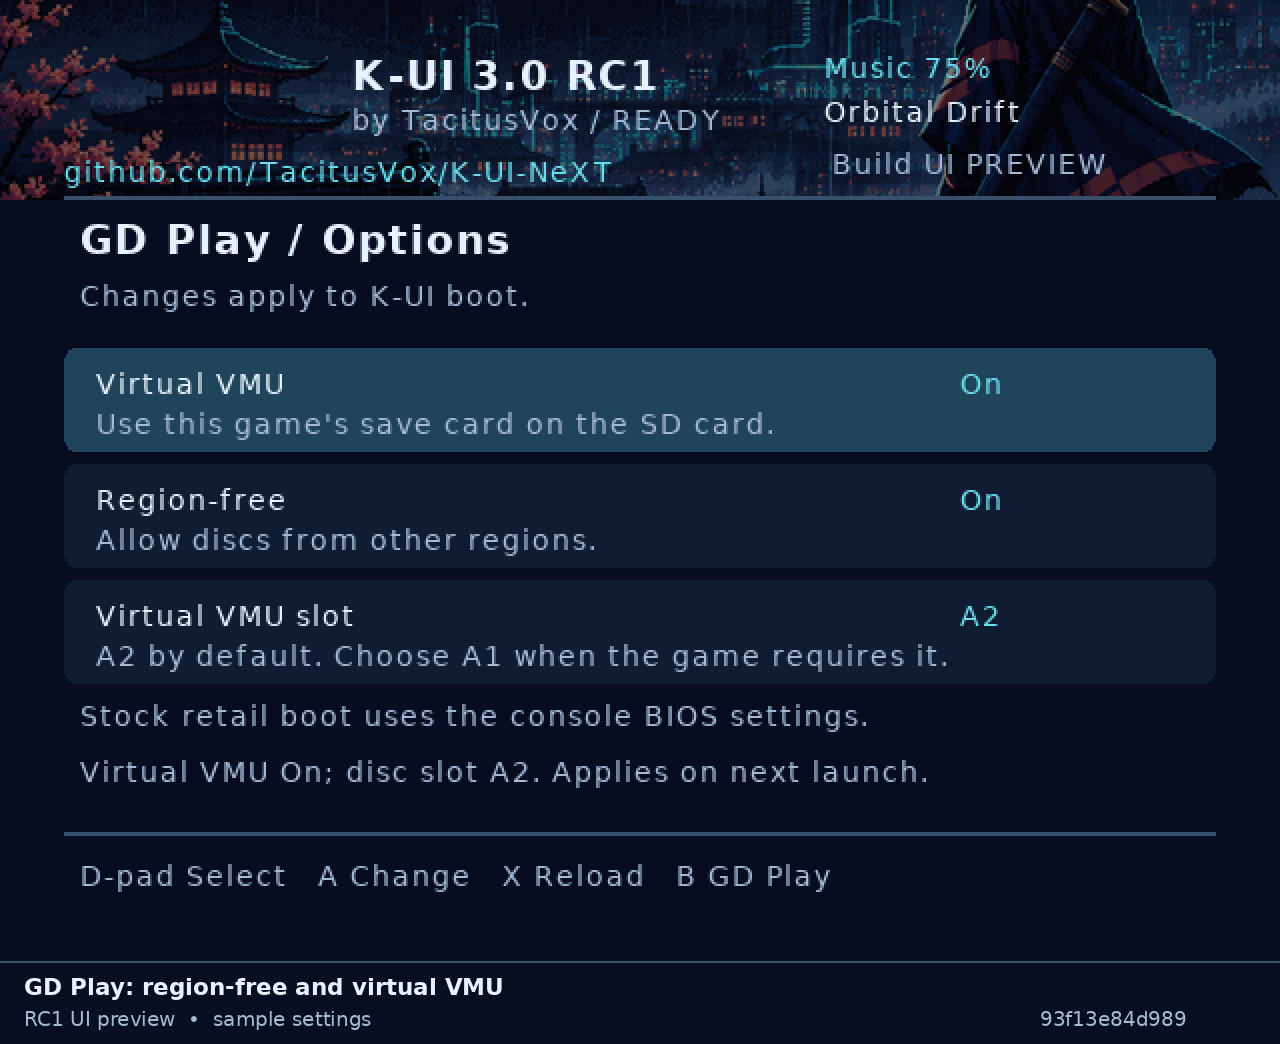 K-UI 3.0 RC1
by TacitusVox / READY
github.com/TacitusVox/K-UI-NeXT
Music 75%
Orbital Drift
Build UI PREVIEW
GD Play / Options
Changes apply to K-UI boot.
Virtual VMU On
Use this game's save card on the SD card.
Region-free On
Allow discs from other regions.
Virtual VMU slot A2
A2 by default. Choose A1 when the game requires it.
Stock retail boot uses the console BIOS settings.
Virtual VMU On; disc slot A2. Applies on next launch.
D-pad Select A Change X Reload B GD Play
GD Play: region-free and virtual VMU
RC1 UI preview • sample settings 93f13e84d989